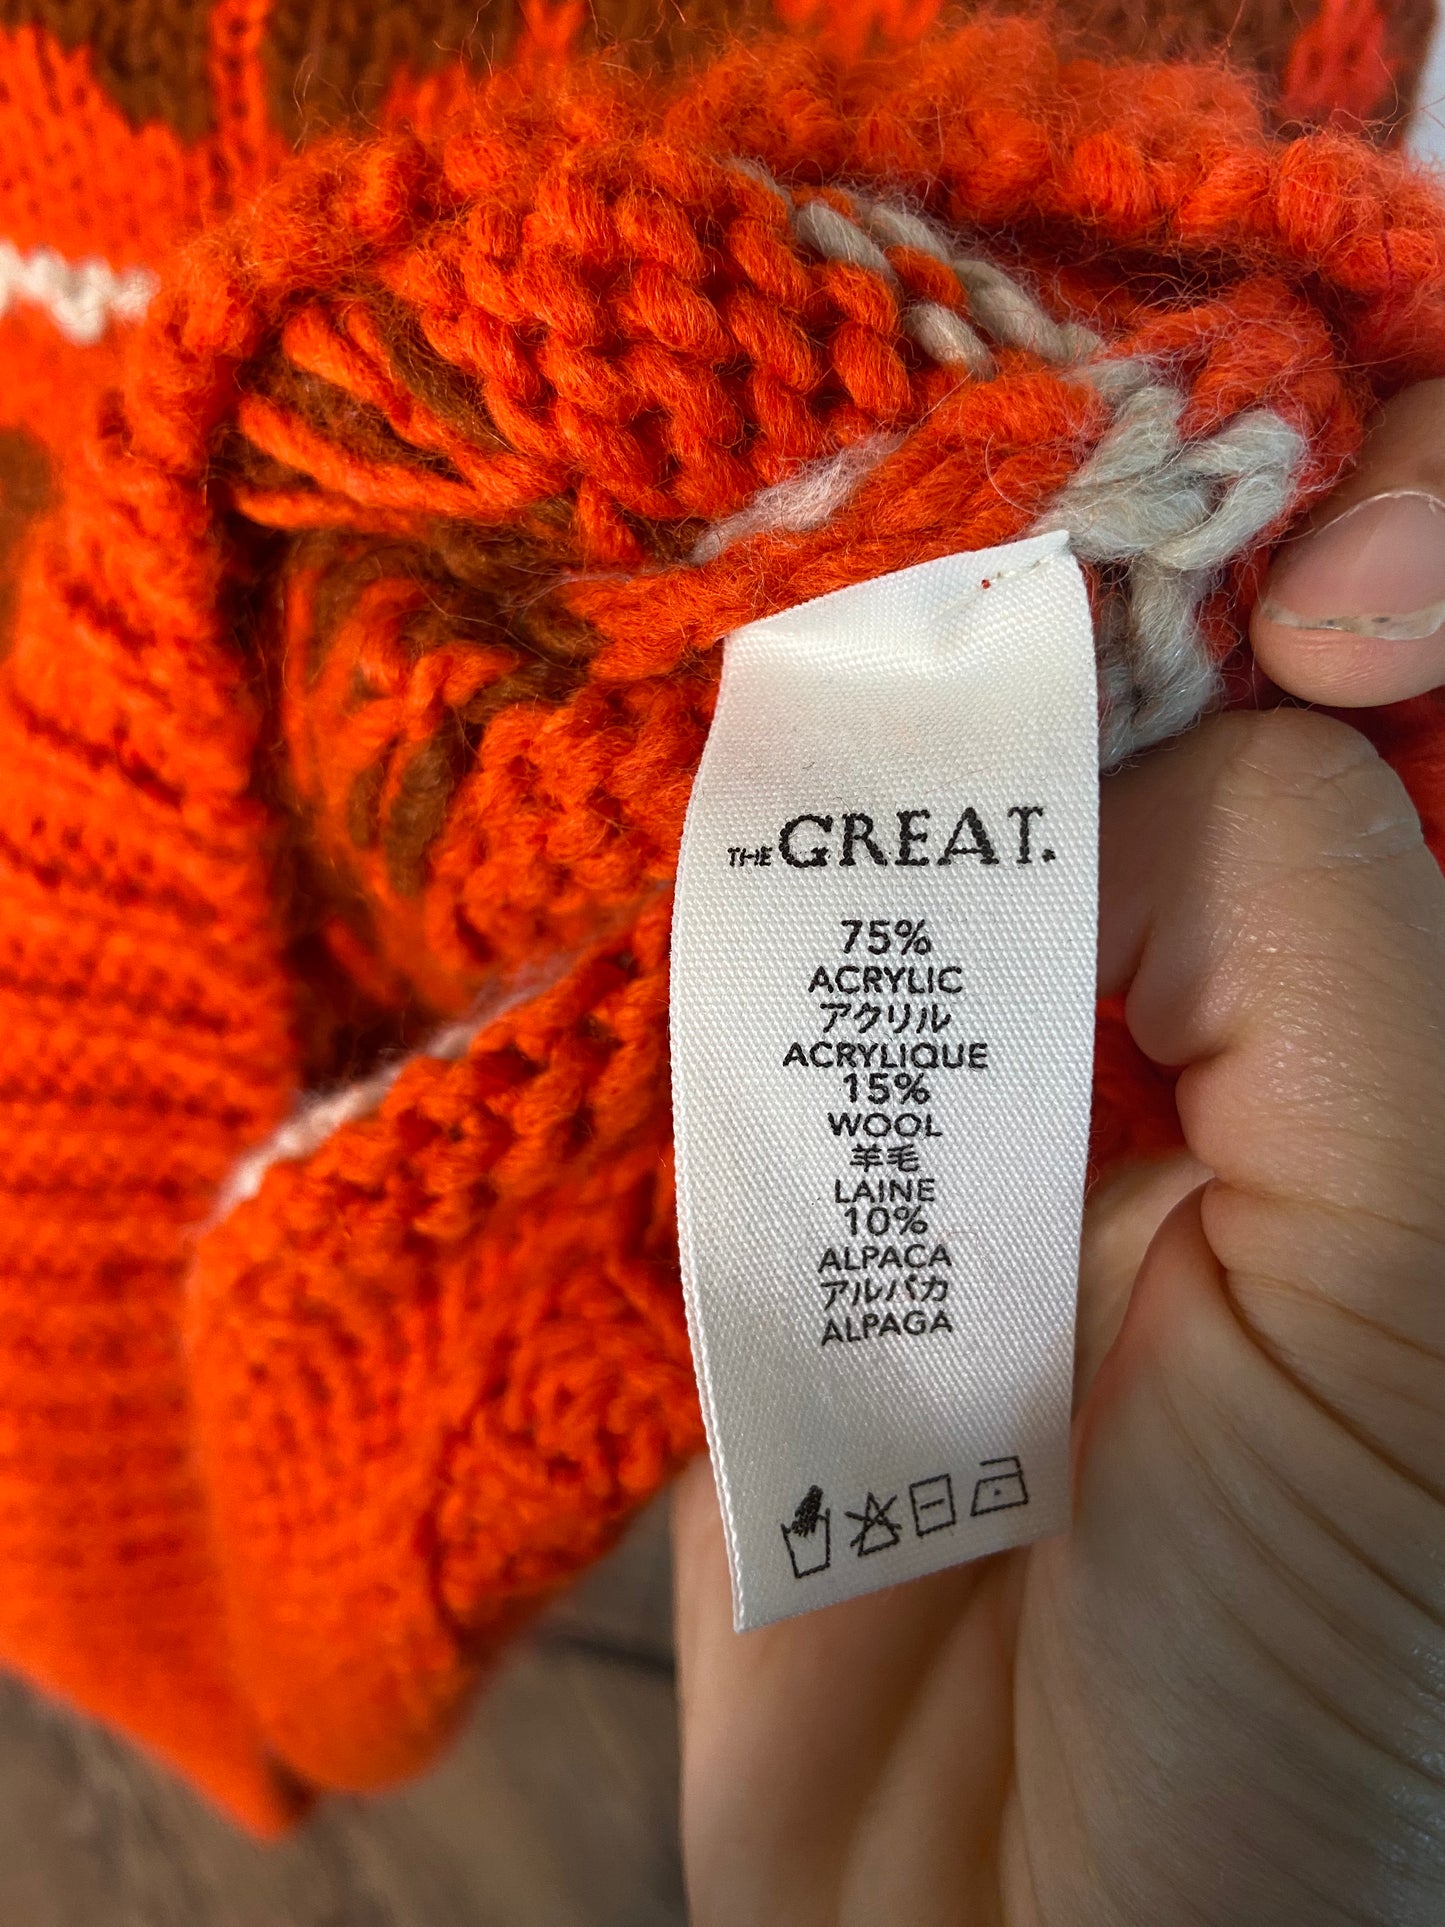 THE GREAT.
75%
ACRYLIC
アクリル
ACRYLIQUE
15%
WOOL
羊毛
LAINE
10%
ALPACA
アルパカ
ALPAGA